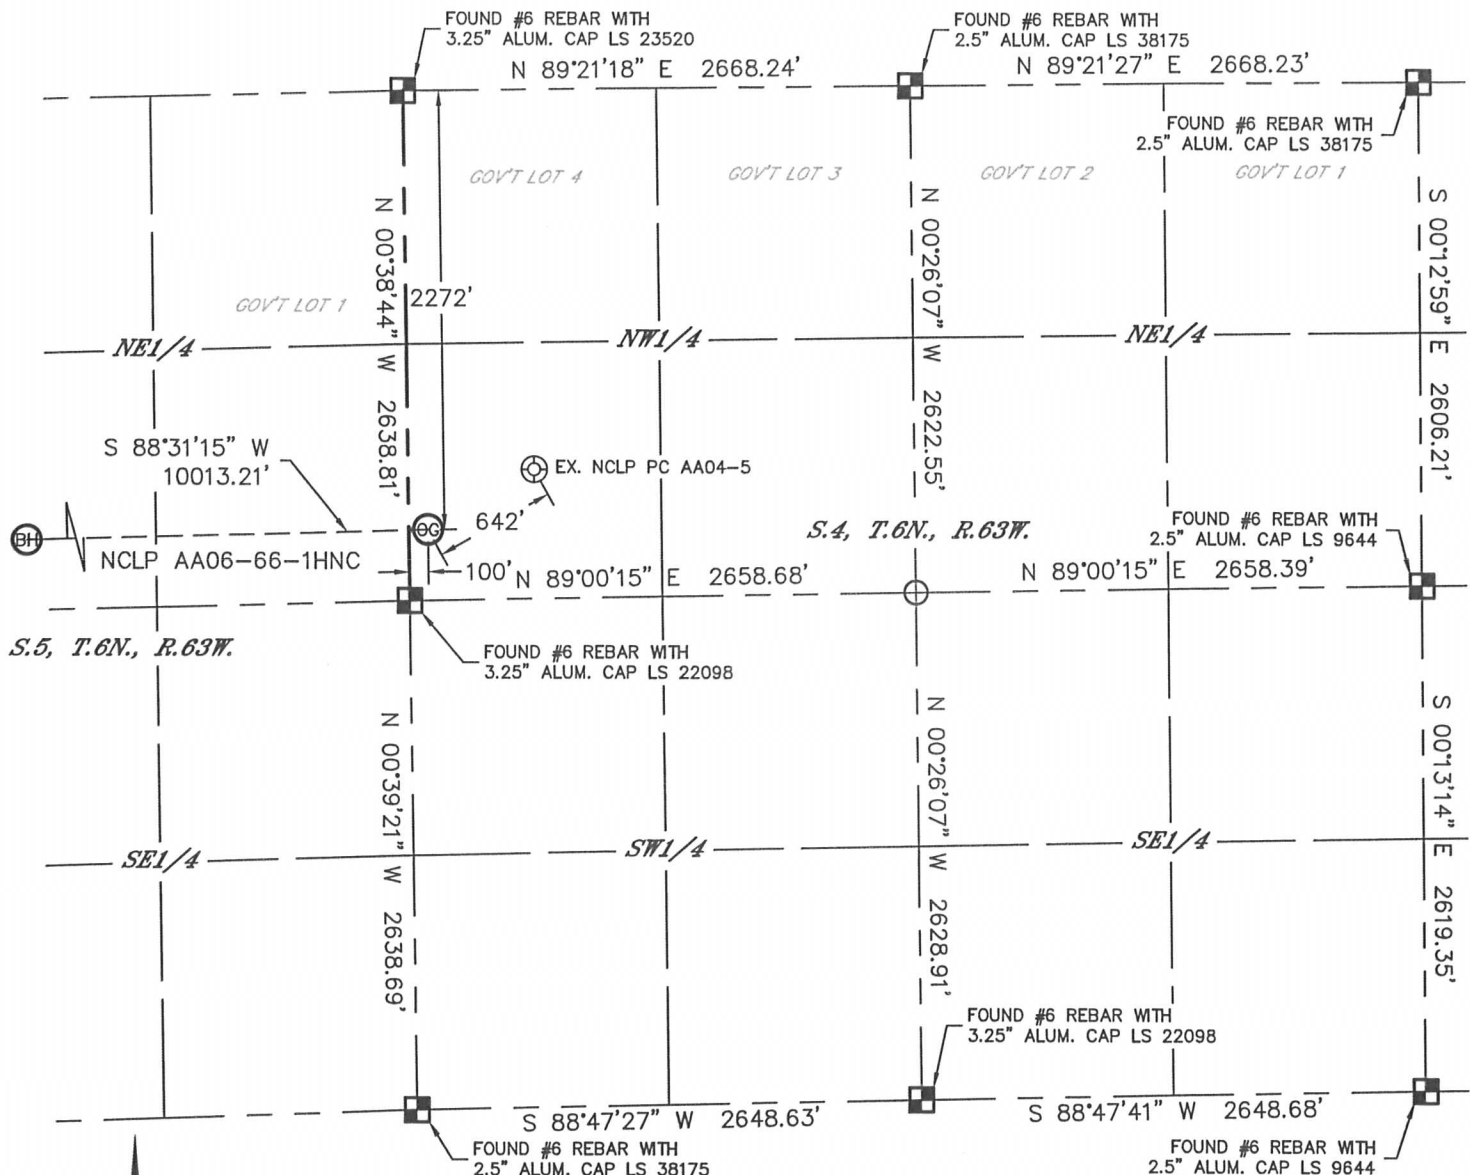 FOUND #6 REBAR WITH
3.25" ALUM. CAP LS 23520
FOUND #6 REBAR WITH
2.5" ALUM. CAP LS 38175
N 89°21'18" E 2668.24'
N 89°21'27" E 2668.23'
FOUND #6 REBAR WITH
2.5" ALUM. CAP LS 38175
GOV'T LOT 4
GOV'T LOT 3
GOV'T LOT 2
GOV'T LOT 1
N 00°38'44" W 2638.81'
N 00°26'07" W 2622.55'
S 00°12'59" E 2606.21'
GOV'T LOT 1
2272'
NE1/4
NW1/4
NE1/4
S 88°31'15" W
10013.21'
EX. NCLP PC AA04-5
642'
S.4, T.6N., R.63W.
FOUND #6 REBAR WITH
2.5" ALUM. CAP LS 9644
BH
OG
NCLP AA06-66-1HNC
100'
N 89°00'15" E 2658.68'
N 89°00'15" E 2658.39'
S.5, T.6N., R.63W.
FOUND #6 REBAR WITH
3.25" ALUM. CAP LS 22098
N 00°39'21" W 2638.69'
N 00°26'07" W 2628.91'
S 00°13'14" E 2619.35'
SE1/4
SW1/4
SE1/4
FOUND #6 REBAR WITH
3.25" ALUM. CAP LS 22098
S 88°47'27" W 2648.63'
S 88°47'41" W 2648.68'
FOUND #6 REBAR WITH
2.5" ALUM. CAP LS 38175
FOUND #6 REBAR WITH
2.5" ALUM. CAP LS 9644